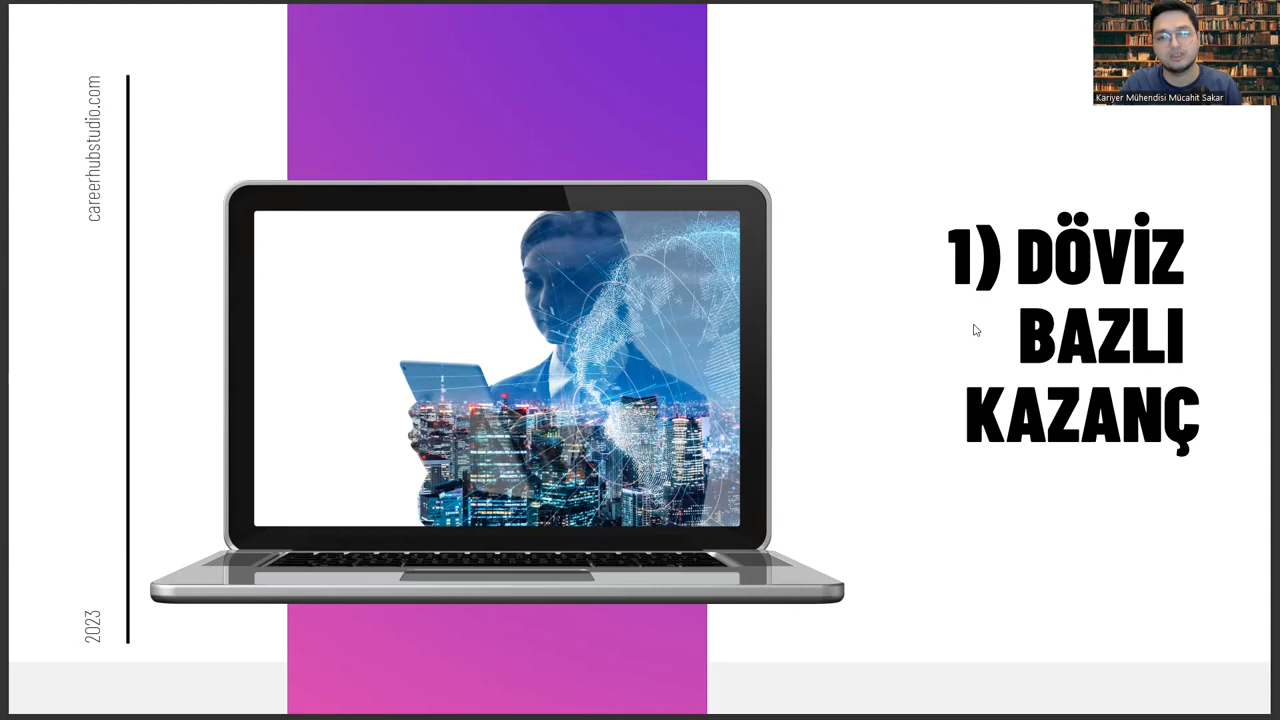 careerhubstudio.com
2023
1) DÖVİZ
BAZLI
KAZANÇ
Kariyer Mühendisi Mücahit Sakar